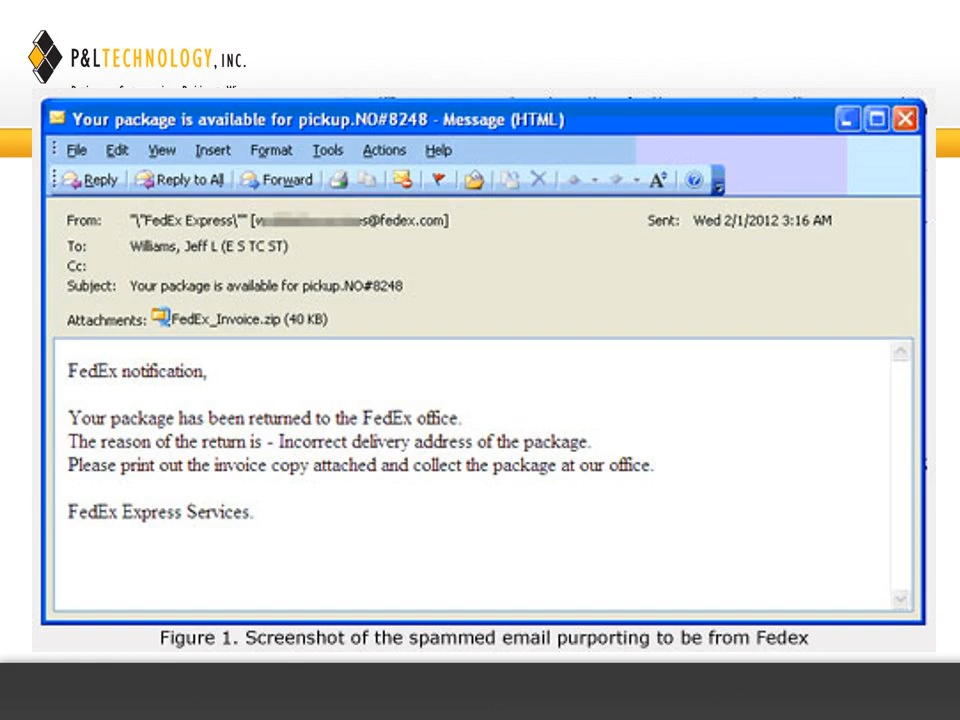 P&L TECHNOLOGY, INC.
Your package is available for pickup.NO#8248 - Message (HTML)
File Edit View Insert Format Tools Actions Help
Reply Reply to All Forward
From: "\"FedEx Express\"" [ s@fedex.com] Sent: Wed 2/1/2012 3:16 AM
To: Williams, Jeff L (E S TC ST)
Cc:
Subject: Your package is available for pickup.NO#8248
Attachments: FedEx_Invoice.zip (40 KB)
FedEx notification,
Your package has been returned to the FedEx office.
The reason of the return is - Incorrect delivery address of the package.
Please print out the invoice copy attached and collect the package at our office.
FedEx Express Services.
Figure 1. Screenshot of the spammed email purporting to be from Fedex